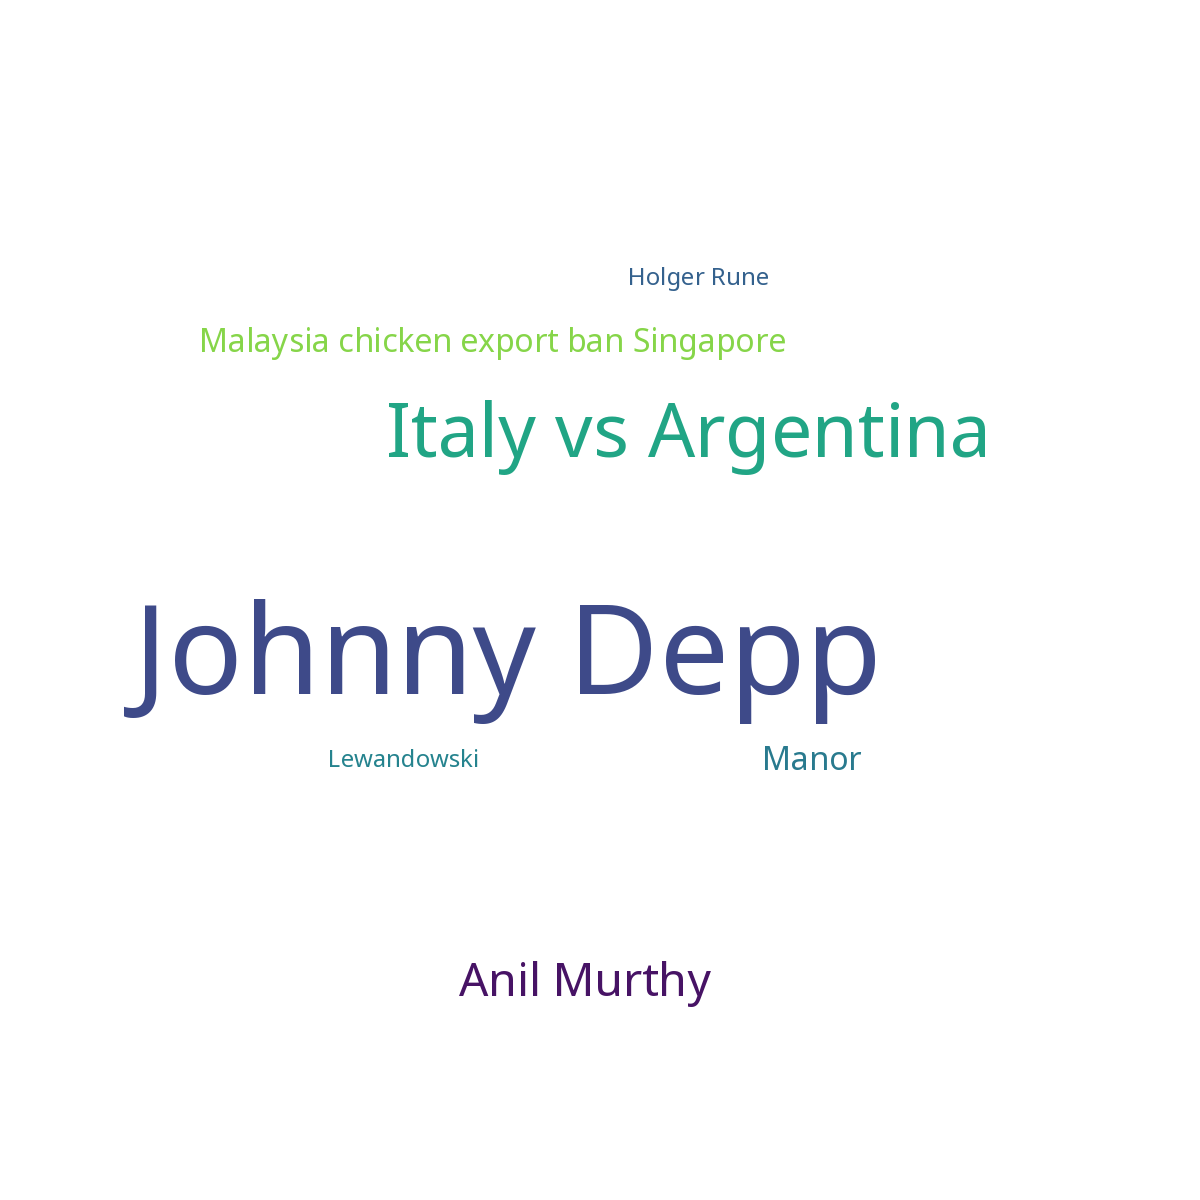 Holger Rune
Malaysia chicken export ban Singapore
Italy vs Argentina
Johnny Depp
Lewandowski
Manor
Anil Murthy